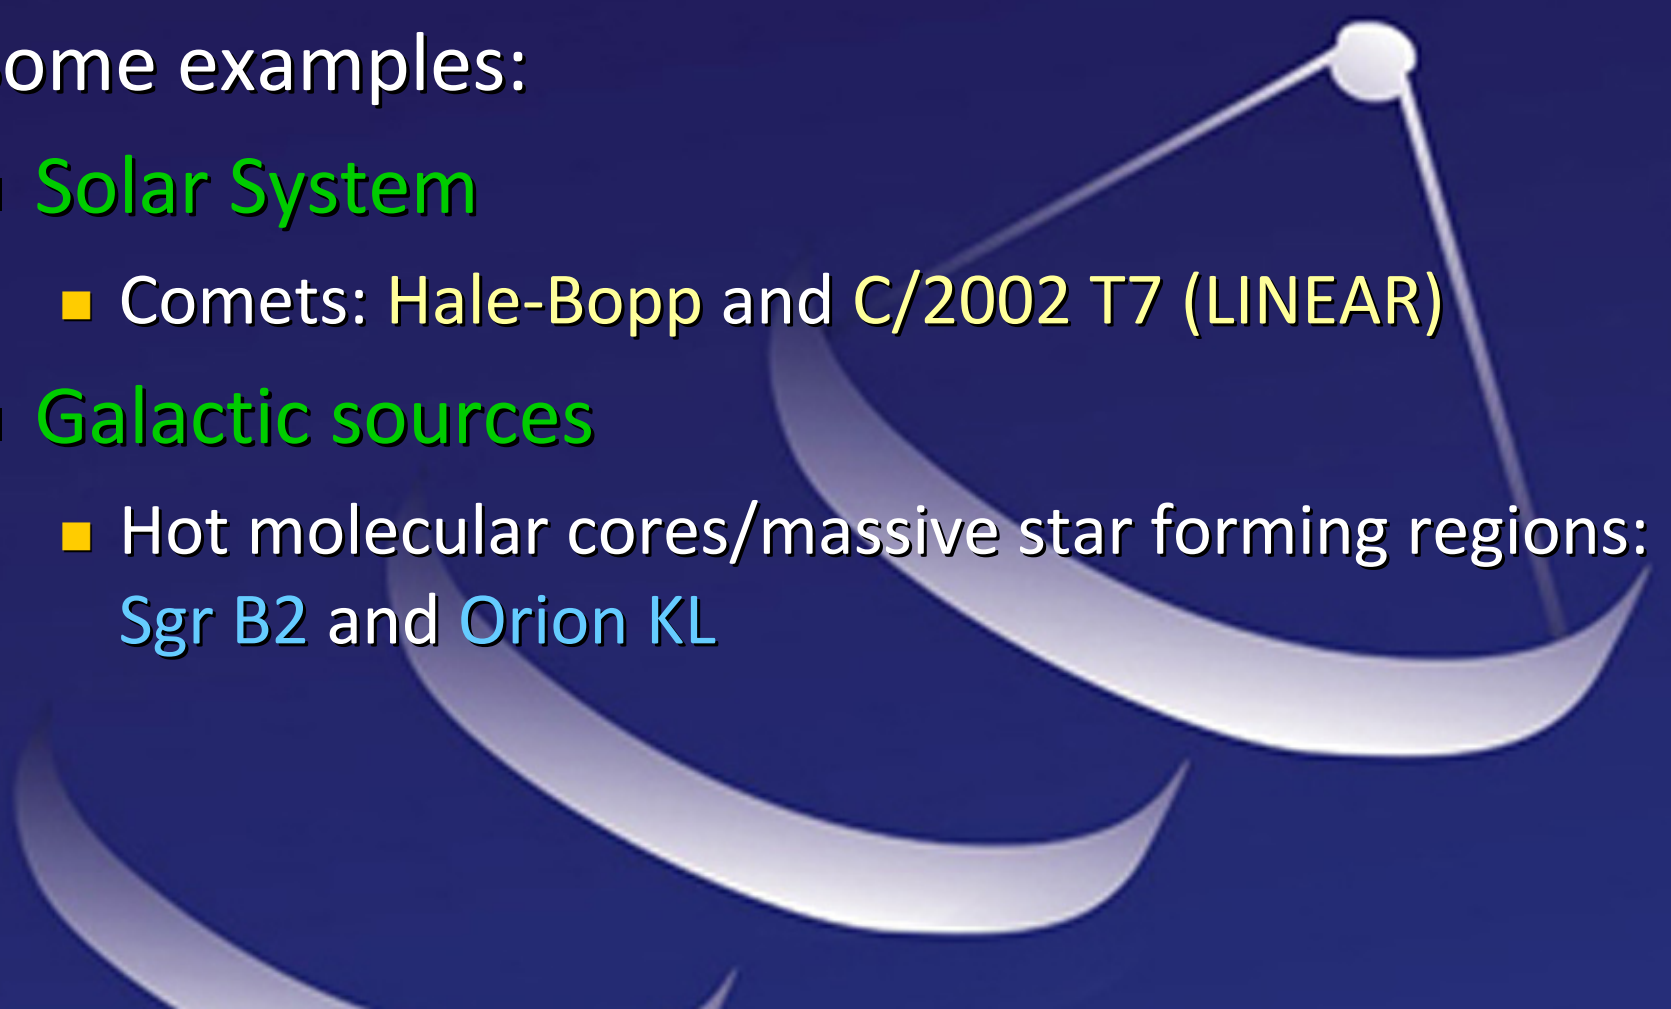 ome examples:
Solar System
Comets: Hale-Bopp and C/2002 T7 (LINEAR)
Galactic sources
Hot molecular cores/massive star forming regions:
Sgr B2 and Orion KL